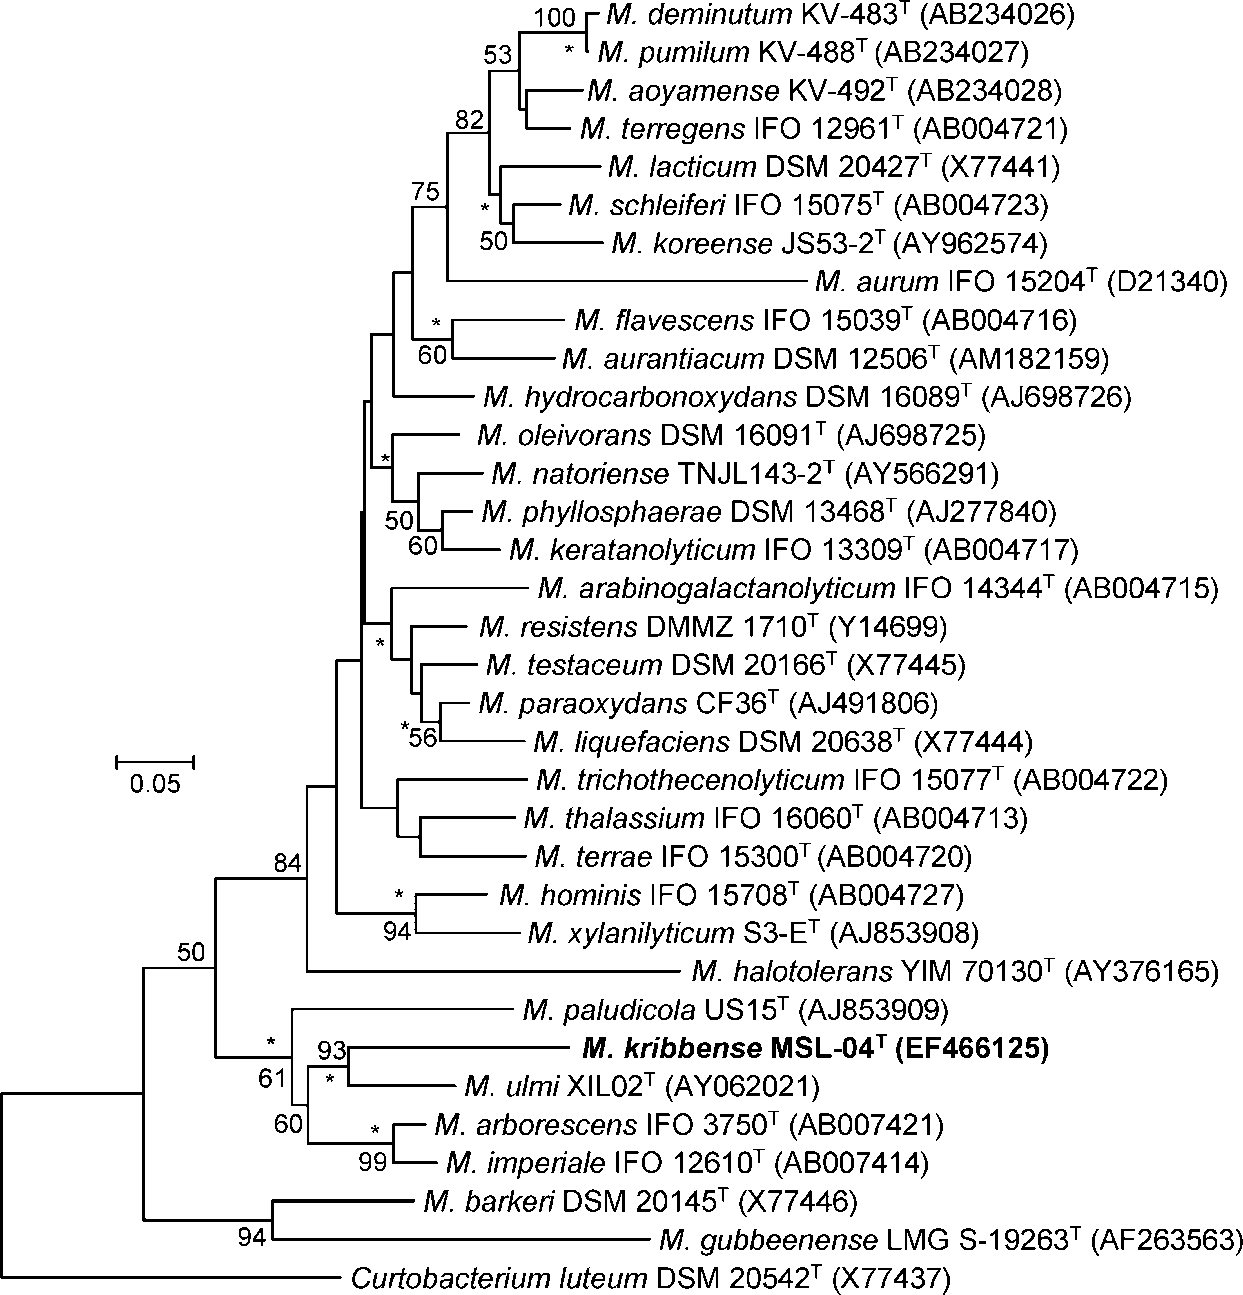 100 M. deminutum KV-483ᵀ (AB234026)
* M. pumilum KV-488ᵀ (AB234027)
53
M. aoyamense KV-492ᵀ (AB234028)
82 M. terregens IFO 12961ᵀ (AB004721)
M. lacticum DSM 20427ᵀ (X77441)
75
* M. schleiferi IFO 15075ᵀ (AB004723)
50 M. koreense JS53-2ᵀ (AY962574)
M. aurum IFO 15204ᵀ (D21340)
* M. flavescens IFO 15039ᵀ (AB004716)
60 M. aurantiacum DSM 12506ᵀ (AM182159)
M. hydrocarbonoxydans DSM 16089ᵀ (AJ698726)
M. oleivorans DSM 16091ᵀ (AJ698725)
* M. natoriense TNJL143-2ᵀ (AY566291)
50 M. phyllosphaerae DSM 13468ᵀ (AJ277840)
60 M. keratanolyticum IFO 13309ᵀ (AB004717)
M. arabinogalactanolyticum IFO 14344ᵀ (AB004715)
* M. resistens DMMZ 1710ᵀ (Y14699)
M. testaceum DSM 20166ᵀ (X77445)
M. paraoxydans CF36ᵀ (AJ491806)
*56 M. liquefaciens DSM 20638ᵀ (X77444)
0.05
M. trichothecenolyticum IFO 15077ᵀ (AB004722)
M. thalassium IFO 16060ᵀ (AB004713)
84 M. terrae IFO 15300ᵀ (AB004720)
* M. hominis IFO 15708ᵀ (AB004727)
94 M. xylanilyticum S3-Eᵀ (AJ853908)
50
M. halotolerans YIM 70130ᵀ (AY376165)
M. paludicola US15ᵀ (AJ853909)
* 93 M. kribbense MSL-04ᵀ (EF466125)
61 * M. ulmi XIL02ᵀ (AY062021)
60 * M. arborescens IFO 3750ᵀ (AB007421)
99 M. imperiale IFO 12610ᵀ (AB007414)
M. barkeri DSM 20145ᵀ (X77446)
94 M. gubbeenense LMG S-19263ᵀ (AF263563)
Curtobacterium luteum DSM 20542ᵀ (X77437)